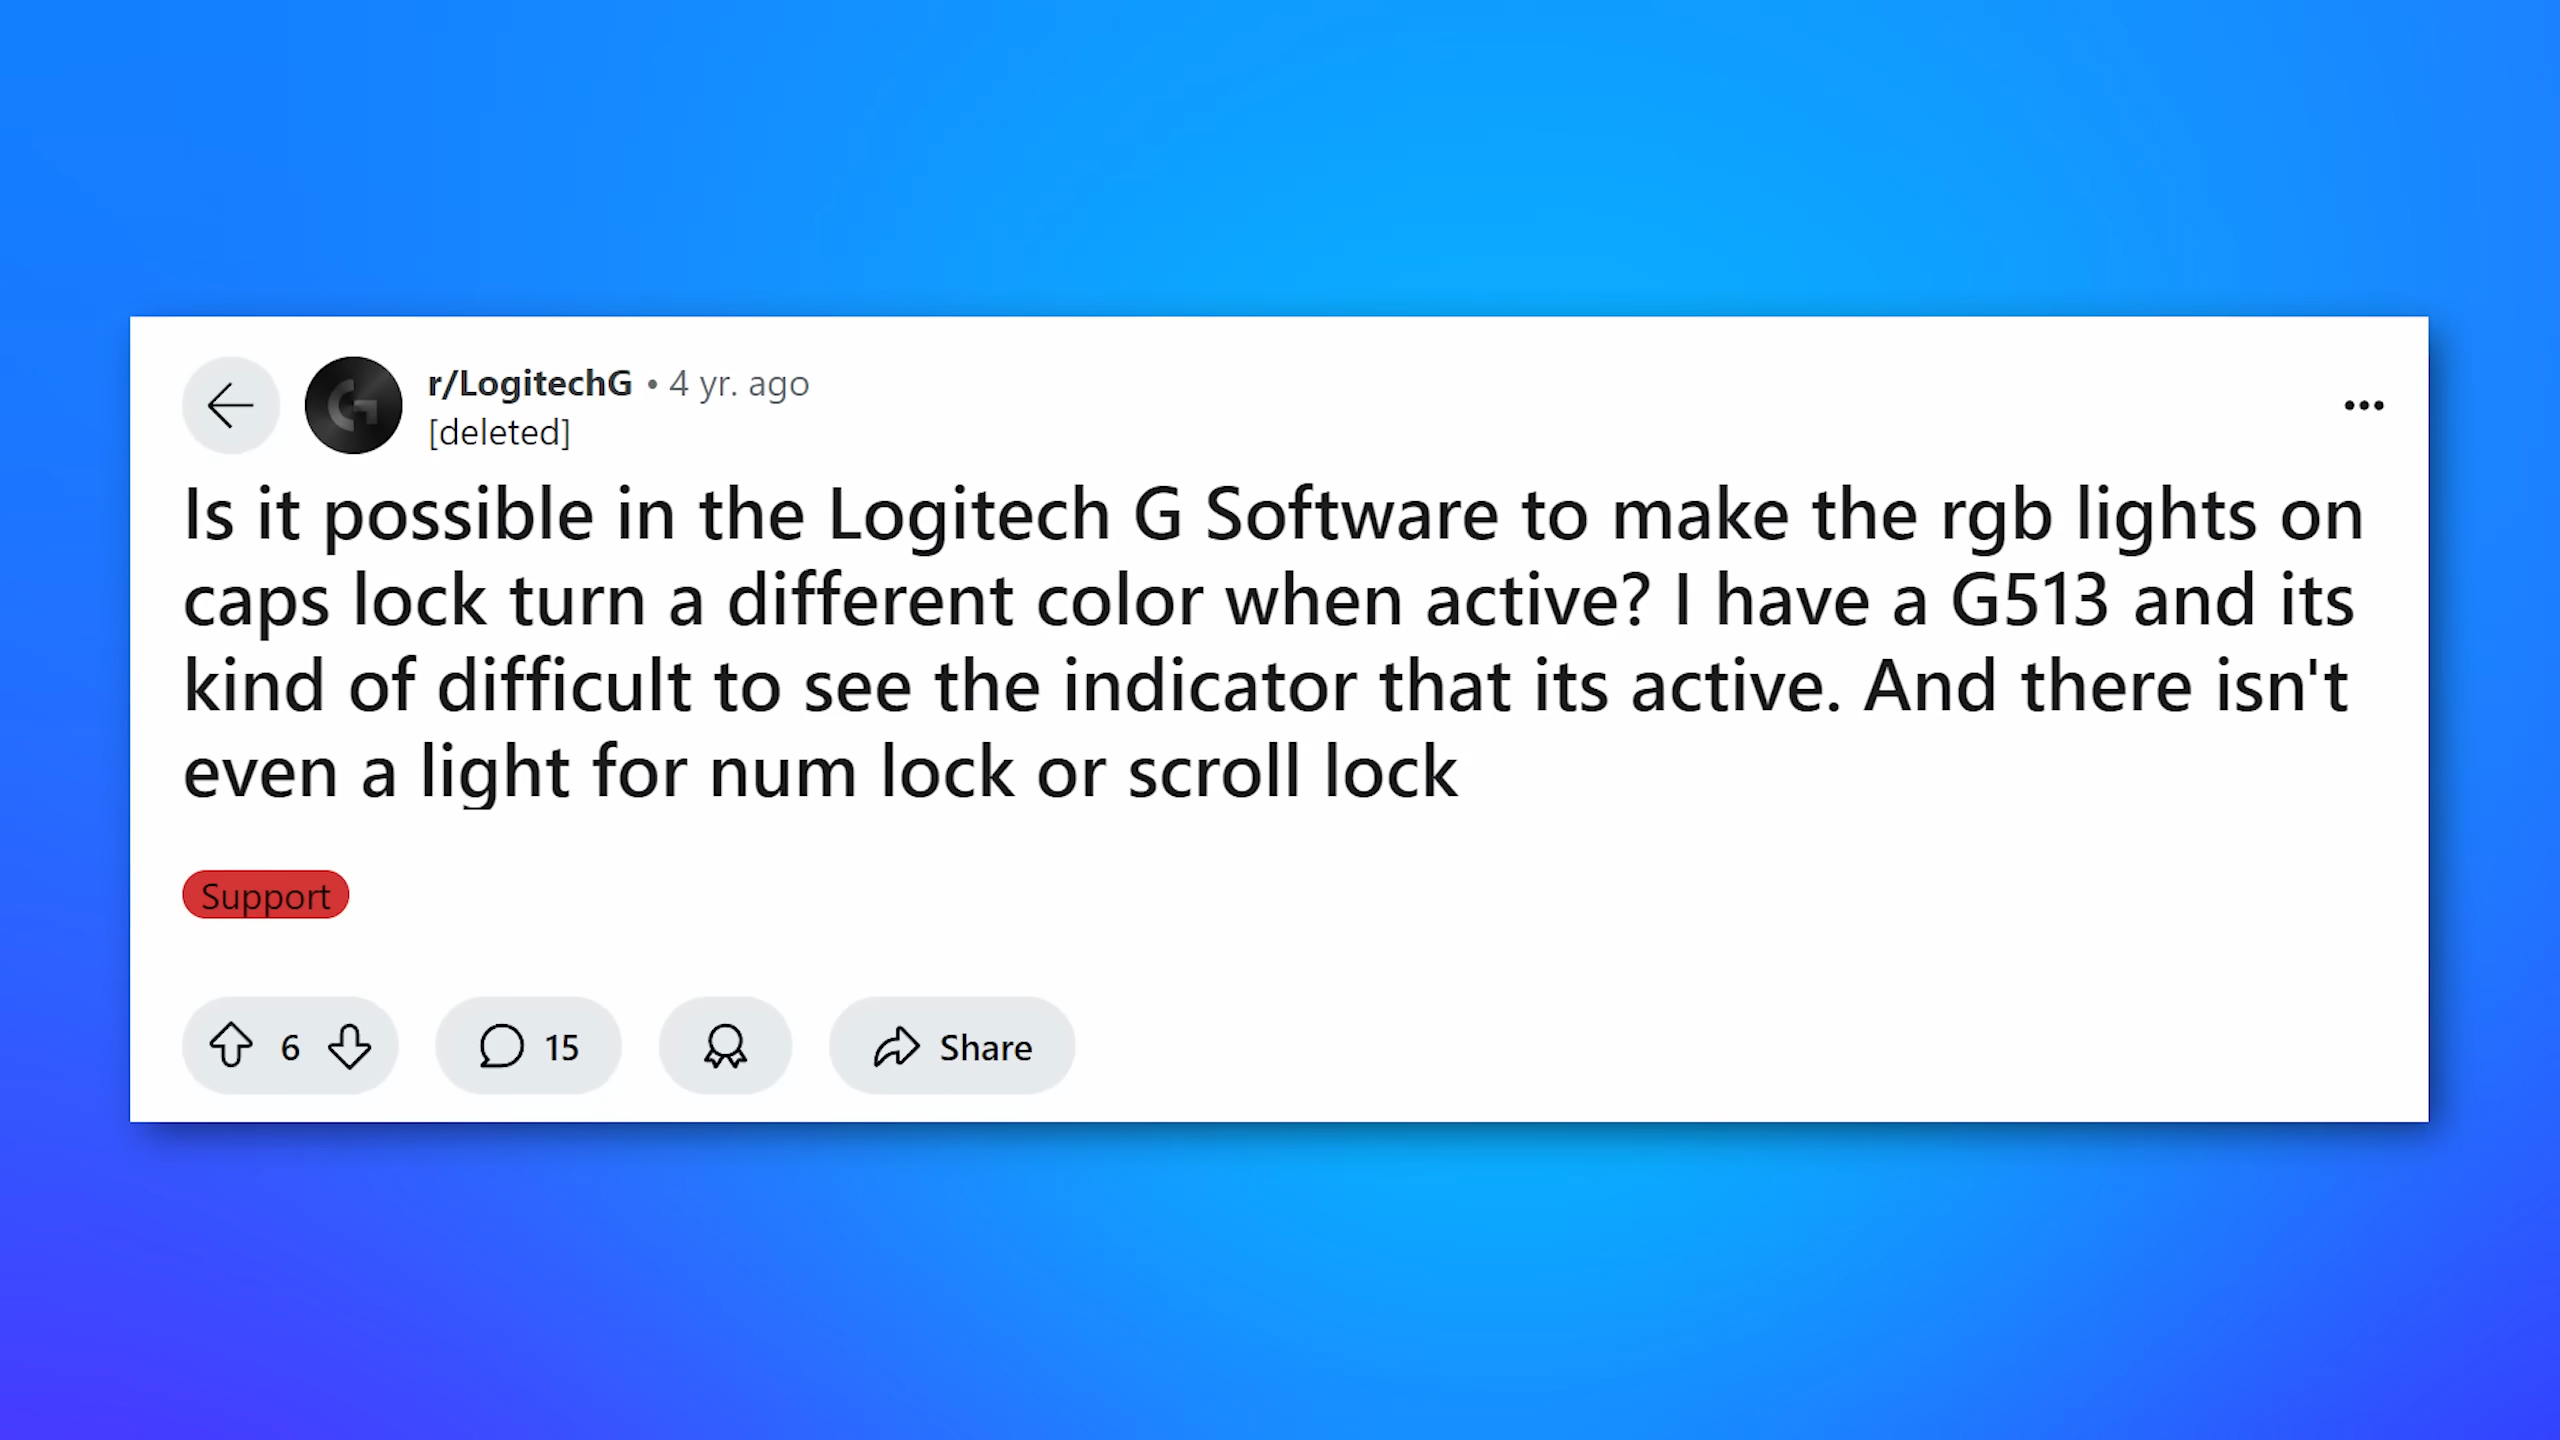 r/LogitechG • 4 yr. ago
[deleted]
Is it possible in the Logitech G Software to make the rgb lights on
caps lock turn a different color when active? I have a G513 and its
kind of difficult to see the indicator that its active. And there isn't
even a light for num lock or scroll lock
Support
6 15 Share